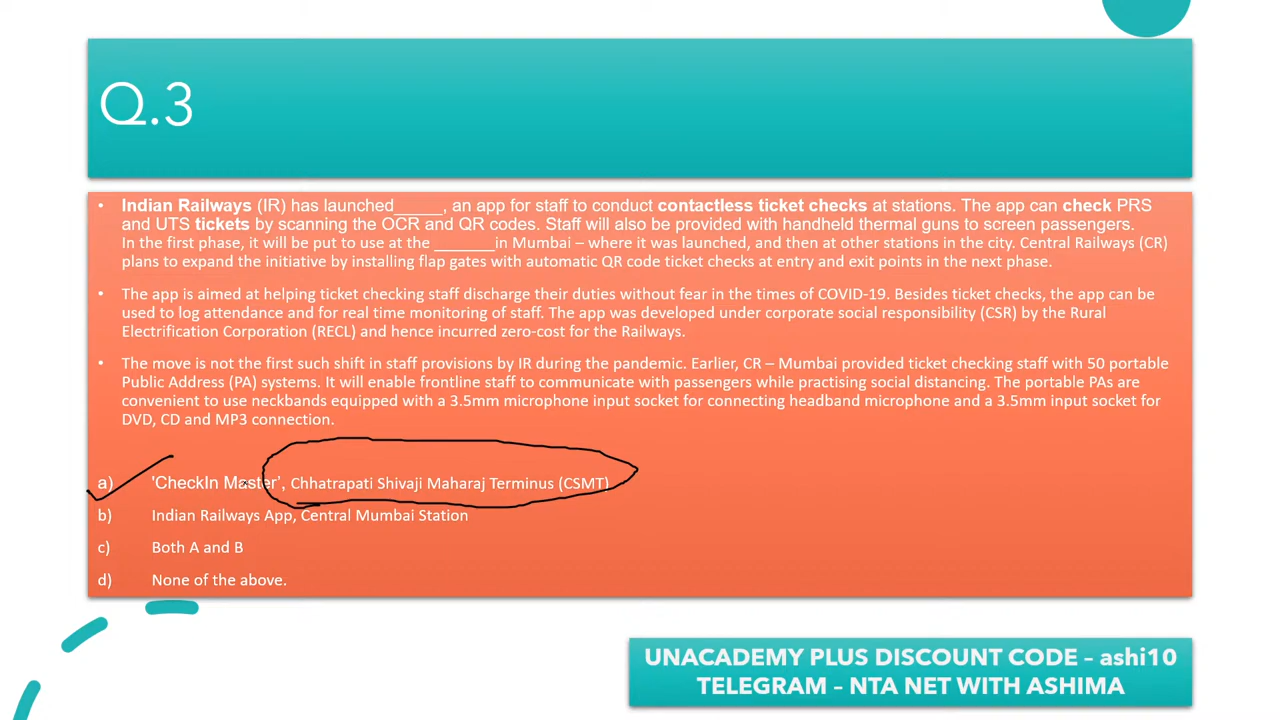 Q.3
• Indian Railways (IR) has launched_____, an app for staff to conduct contactless ticket checks at stations. The app can check PRS
and UTS tickets by scanning the OCR and QR codes. Staff will also be provided with handheld thermal guns to screen passengers.
In the first phase, it will be put to use at the _______in Mumbai – where it was launched, and then at other stations in the city. Central Railways (CR)
plans to expand the initiative by installing flap gates with automatic QR code ticket checks at entry and exit points in the next phase.
• The app is aimed at helping ticket checking staff discharge their duties without fear in the times of COVID-19. Besides ticket checks, the app can be
used to log attendance and for real time monitoring of staff. The app was developed under corporate social responsibility (CSR) by the Rural
Electrification Corporation (RECL) and hence incurred zero-cost for the Railways.
• The move is not the first such shift in staff provisions by IR during the pandemic. Earlier, CR – Mumbai provided ticket checking staff with 50 portable
Public Address (PA) systems. It will enable frontline staff to communicate with passengers while practising social distancing. The portable PAs are
convenient to use neckbands equipped with a 3.5mm microphone input socket for connecting headband microphone and a 3.5mm input socket for
DVD, CD and MP3 connection.
a) 'CheckIn Master', Chhatrapati Shivaji Maharaj Terminus (CSMT)
b) Indian Railways App, Central Mumbai Station
c) Both A and B
d) None of the above.
UNACADEMY PLUS DISCOUNT CODE – ashi10
TELEGRAM – NTA NET WITH ASHIMA